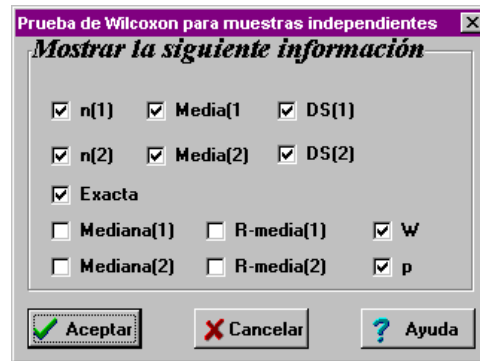 Prueba de Wilcoxon para muestras independientes
Mostrar la siguiente información
n(1) Media(1 DS(1)
n(2) Media(2) DS(2)
Exacta
Mediana(1) R-media(1) W
Mediana(2) R-media(2) p
Aceptar Cancelar Ayuda